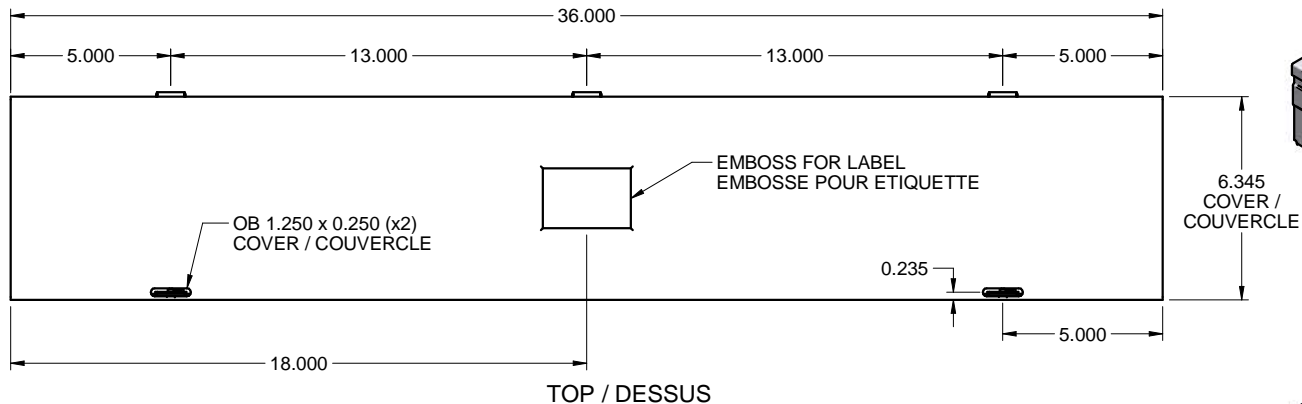 36.000
5.000
13.000
13.000
5.000
EMBOSS FOR LABEL
EMBOSSE POUR ETIQUETTE
6.345
COVER /
COUVERCLE
OB 1.250 x 0.250 (x2)
COVER / COUVERCLE
0.235
5.000
18.000
TOP / DESSUS